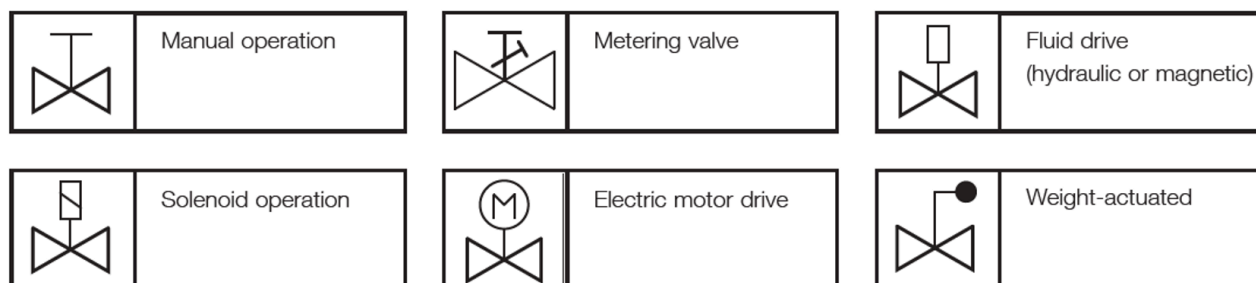 Manual operation
Metering valve
Fluid drive
(hydraulic or magnetic)
Solenoid operation
M
Electric motor drive
Weight-actuated